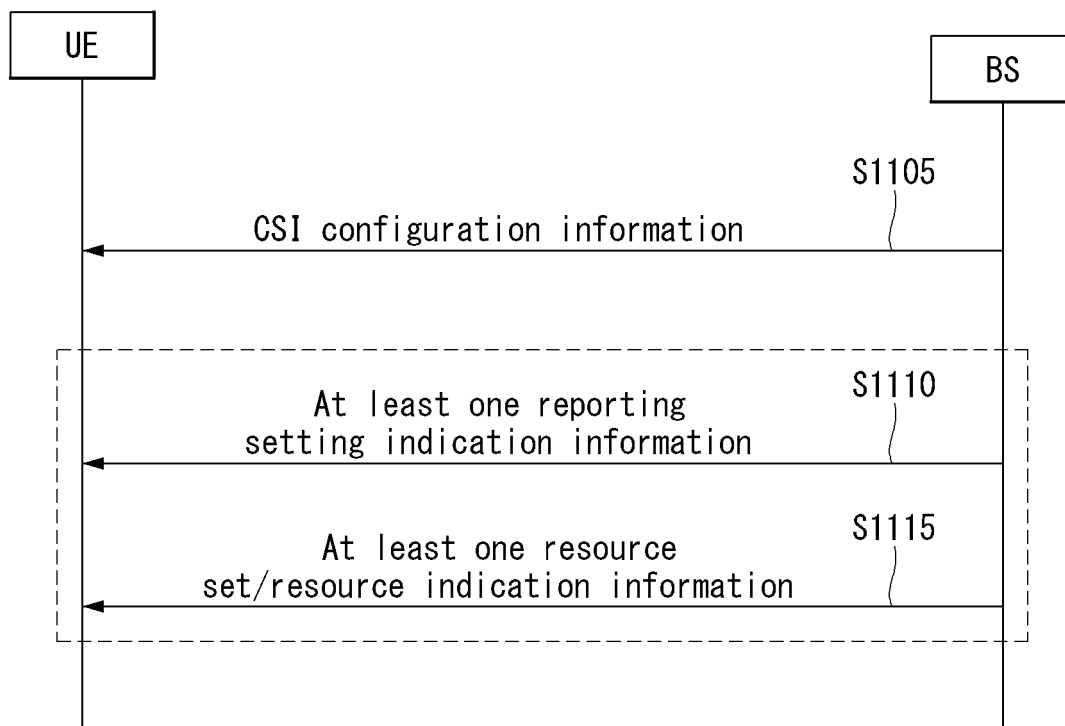 UE
BS
S1105
CSI configuration information
S1110
At least one reporting
setting indication information
S1115
At least one resource
set/resource indication information